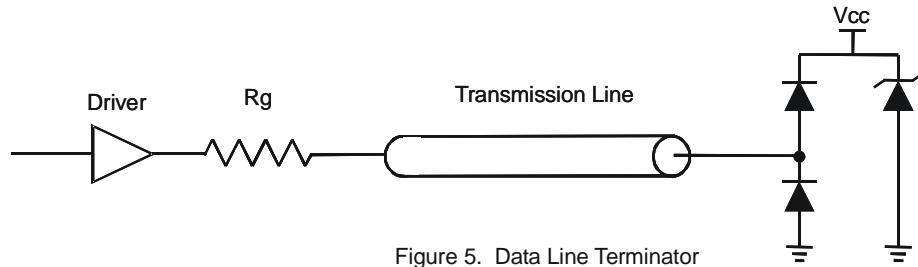 Vcc
Driver
Rg
Transmission Line
Figure 5. Data Line Terminator